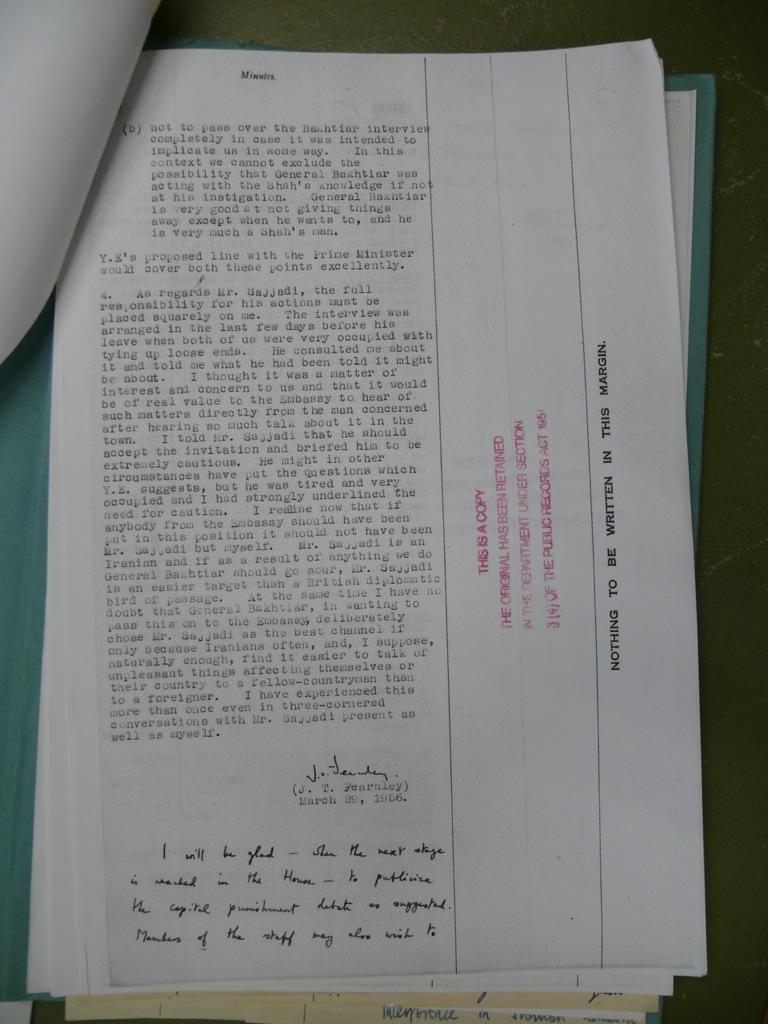 Minutes.
(b) not to pass over the Bakhtiar interview
completely in case it was intended to
implicate us in some way. In this
context we cannot exclude the
possibility that General Bakhtiar was
acting with the Shah's knowledge if not
at his instigation. General Bakhtiar
is very good at not giving things
away except when he wants to, and he
is very much a Shah's man.
Y.E's proposed line with the Prime Minister
would cover both these points excellently.
4. As regards Mr. Sajjadi, the full
responsibility for his actions must be
placed squarely on me. The interview was
arranged in the last few days before his
leave when both of us were very occupied with
tying up loose ends. He consulted me about
it and told me what he had been told it might
be about. I thought it was a matter of
interest and concern to us and that it would
be of real value to the Embassy to hear of
such matters directly from the man concerned
after hearing so much talk about it in the
town. I told Mr. Sajjadi that he should
accept the invitation and briefed him to be
extremely cautious. He might in other
circumstances have put the questions which
Y.E. suggests, but he was tired and very
occupied and I had strongly underlined the
need for caution. I realise now that if
anybody from the Embassy should have been
put in this position it should not have been
Mr. Sajjadi but myself. Mr. Sajjadi is an
Iranian and if as a result of anything we do
General Bakhtiar should go sour, Mr. Sajjadi
is an easier target than a British diplomatic
bird of passage. At the same time I have no
doubt that General Bakhtiar, in wanting to
pass this on to the Embassy, deliberately
chose Mr. Sajjadi as the best channel if
only because Iranians often, and, I suppose,
naturally enough, find it easier to talk of
unpleasant things affecting themselves or
their country to a fellow-countryman than
to a foreigner. I have experienced this
more than once even in three-cornered
conversations with Mr. Sajjadi present as
well as myself.
J. T. Fearnley.
(J. T. Fearnley)
March 29, 1956.
I will be glad – when the next stage
is reached in the House – to publicize
the capital punishment debate as suggested.
Members of the staff may also wish to
THIS IS A COPY
THE ORIGINAL HAS BEEN RETAINED
IN THE DEPARTMENT UNDER SECTION
3 (4) OF THE PUBLIC RECORDS ACT 195
NOTHING TO BE WRITTEN IN THIS MARGIN.
in